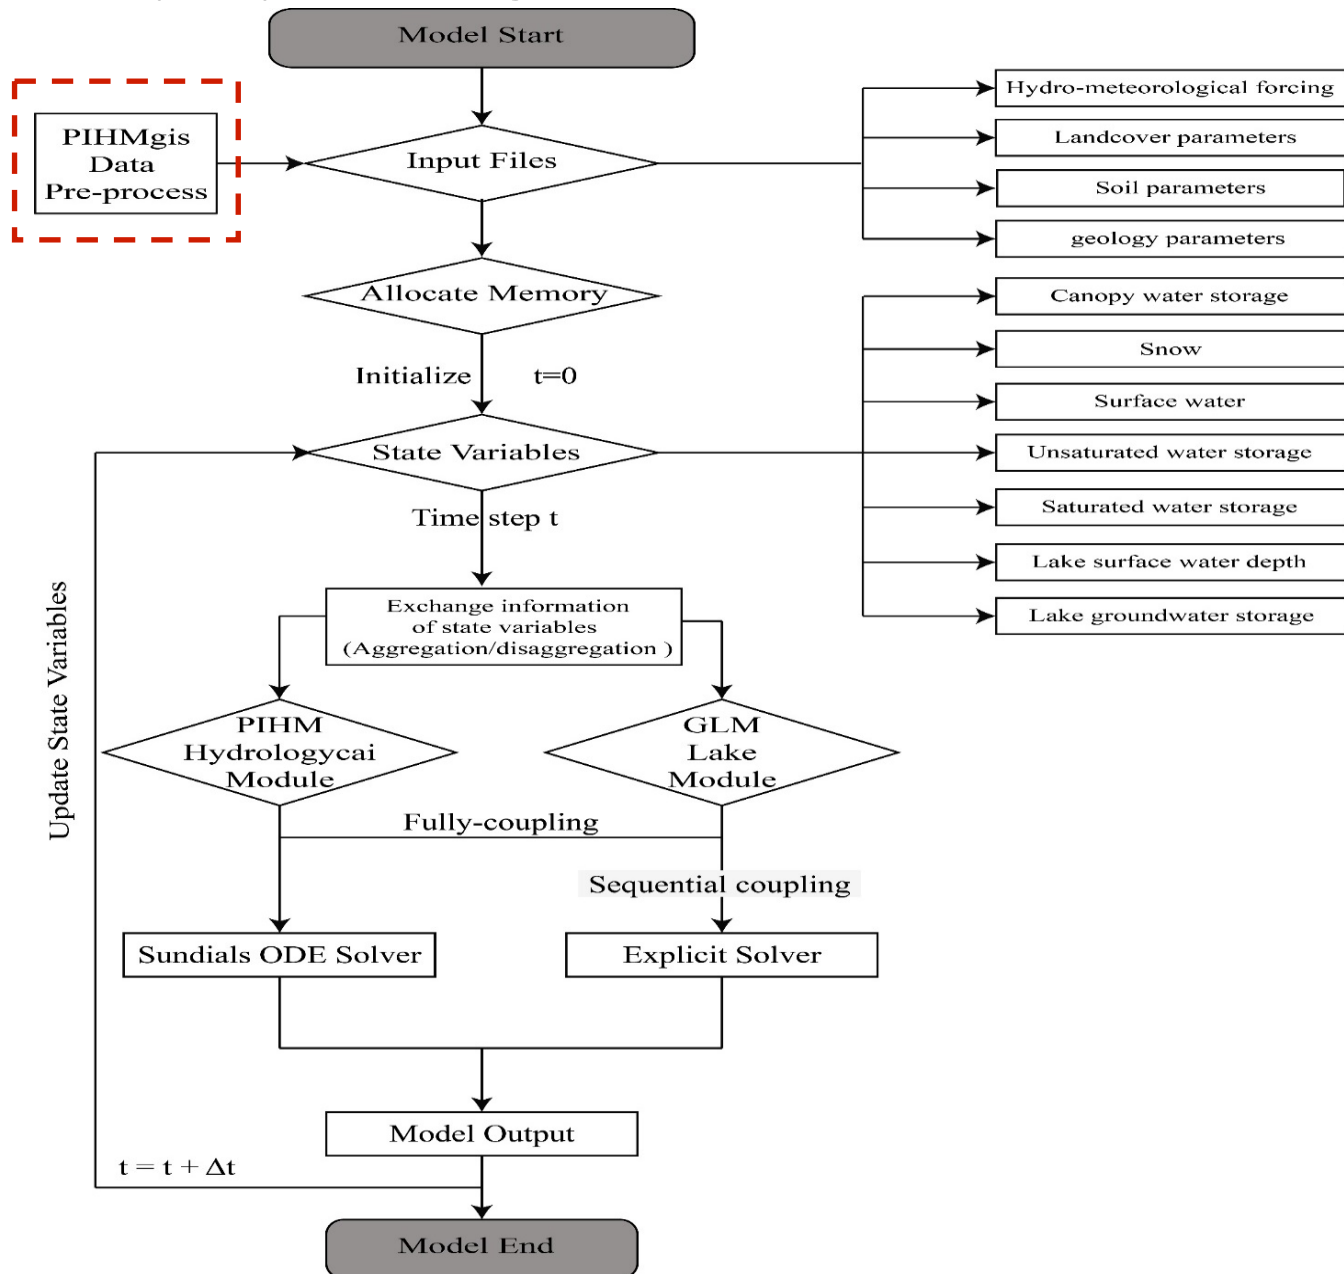 Model Start
PIHMgis
Data
Pre-process
Input Files
Hydro-meteorological forcing
Landcover parameters
Soil parameters
geology parameters
Allocate Memory
Initialize t=0
State Variables
Canopy water storage
Snow
Surface water
Unsaturated water storage
Saturated water storage
Lake surface water depth
Lake groundwater storage
Time step t
Exchange information
of state variables
(Aggregation/disaggregation )
Update State Variables
PIHM
Hydrologycai
Module
GLM
Lake
Module
Fully-coupling
Sequential coupling
Sundials ODE Solver
Explicit Solver
Model Output
t = t + Δt
Model End